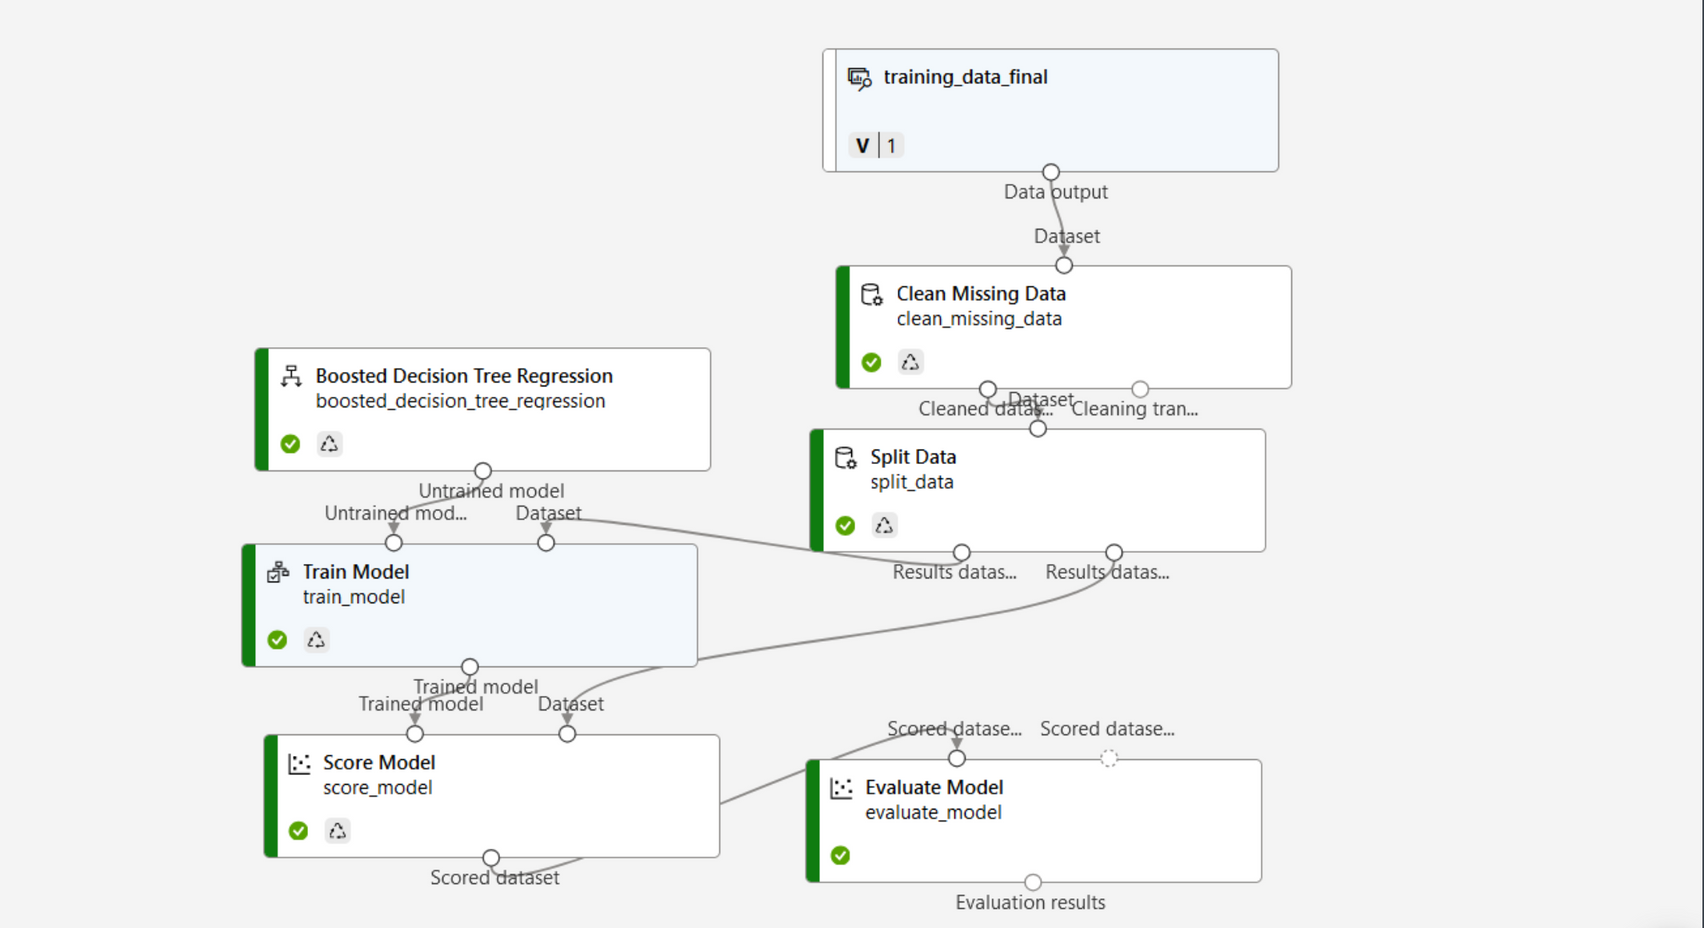 training_data_final
V 1
Data output
Dataset
Clean Missing Data
clean_missing_data
Cleaned datas...
Dataset
Cleaning tran...
Boosted Decision Tree Regression
boosted_decision_tree_regression
Untrained model
Untrained mod...
Dataset
Split Data
split_data
Results datas...
Results datas...
Train Model
train_model
Trained model
Trained model
Dataset
Score Model
score_model
Scored dataset
Scored datase...
Scored datase...
Evaluate Model
evaluate_model
Evaluation results